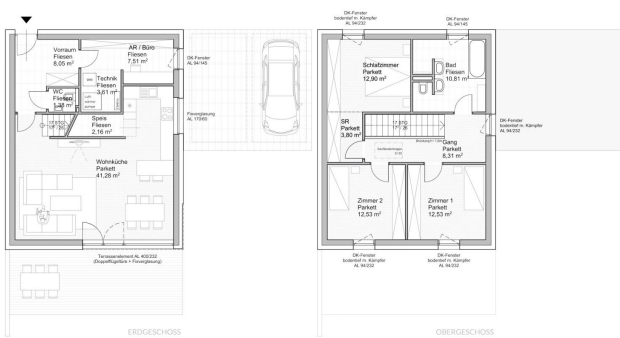 Vorraum
Fliesen
8,05 m²
AR / Büro
Fliesen
7,51 m²
DK-Fenster
AL 94/145
Technik
Fliesen
3,61 m²
WC
Fliesen
Speis
Fliesen
2,16 m²
Fixverglasung
AL 170/60
Wohnküche
Parkett
41,28 m²
Terrassenelement AL 400/232
(Doppelflügeltüre + Fixverglasung)
ERDGESCHOSS
DK-Fenster
bodentief m. Kämpfer
AL 94/232
DK-Fenster
AL 94/145
Schlafzimmer
Parkett
12,90 m²
Bad
Fliesen
10,81 m²
SR
Parkett
3,80 m²
Gang
Parkett
8,31 m²
DK-Fenster
bodentief m. Kämpfer
AL 94/232
Zimmer 2
Parkett
12,53 m²
Zimmer 1
Parkett
12,53 m²
DK-Fenster
bodentief m. Kämpfer
AL 94/232
DK-Fenster
bodentief m. Kämpfer
AL 94/232
OBERGESCHOSS